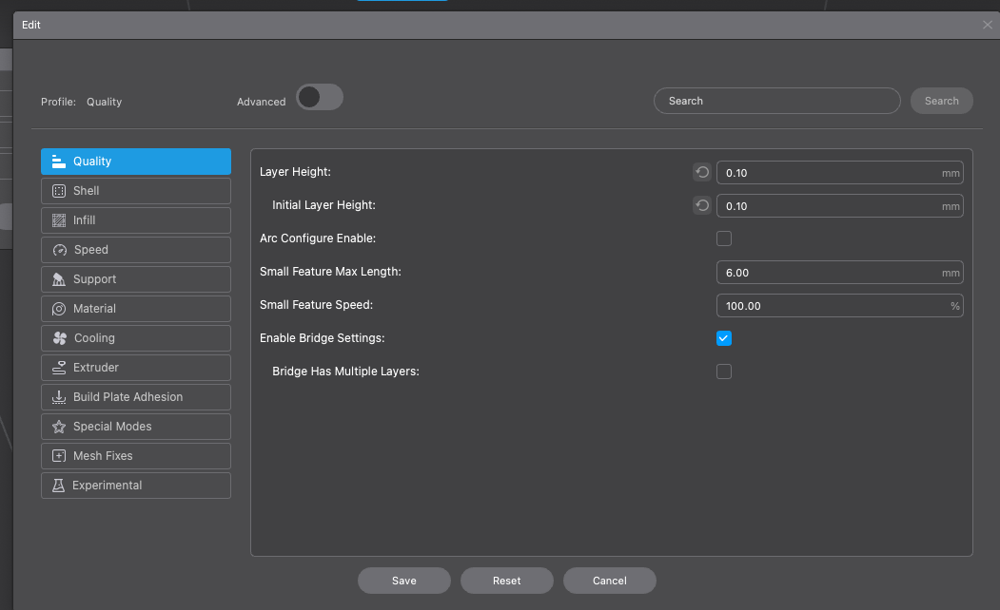 Edit
Profile: Quality Advanced Search Search
Quality
Shell
Infill
Speed
Support
Material
Cooling
Extruder
Build Plate Adhesion
Special Modes
Mesh Fixes
Experimental
Layer Height: 0.10 mm
Initial Layer Height: 0.10 mm
Arc Configure Enable:
Small Feature Max Length: 6.00 mm
Small Feature Speed: 100.00 %
Enable Bridge Settings:
Bridge Has Multiple Layers:
Save Reset Cancel